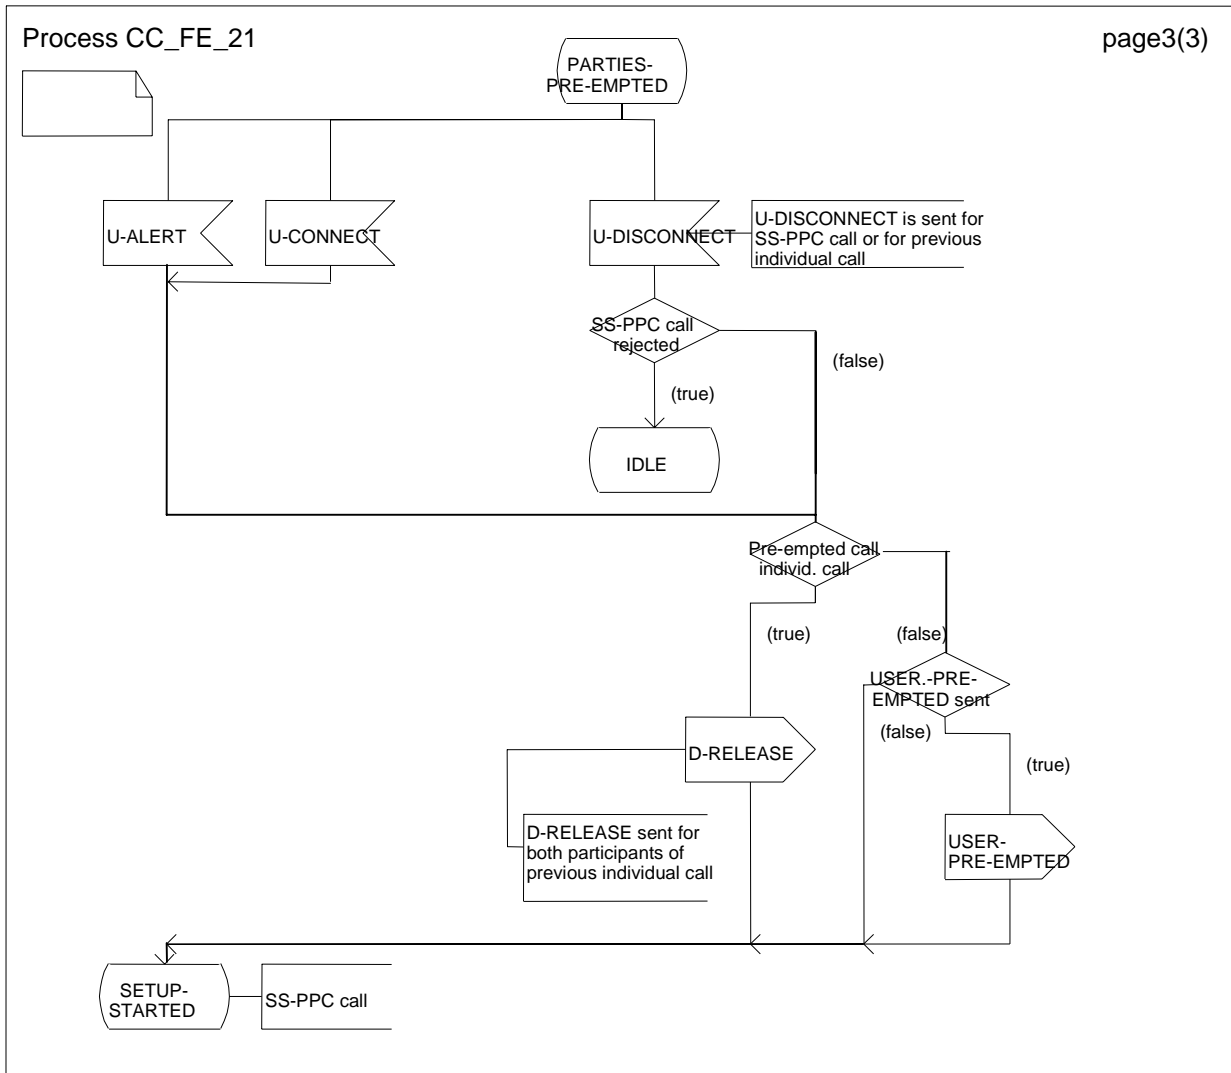 Process CC_FE_21
page3(3)
PARTIES-
PRE-EMPTED
U-ALERT
U-CONNECT
U-DISCONNECT
U-DISCONNECT is sent for
SS-PPC call or for previous
individual call
SS-PPC call
rejected
(false)
(true)
IDLE
Pre-empted call
individ. call
(true)
(false)
USER.-PRE-
EMPTED sent
(false)
D-RELEASE
(true)
D-RELEASE sent for
both participants of
previous individual call
USER-
PRE-EMPTED
SETUP-
STARTED
SS-PPC call